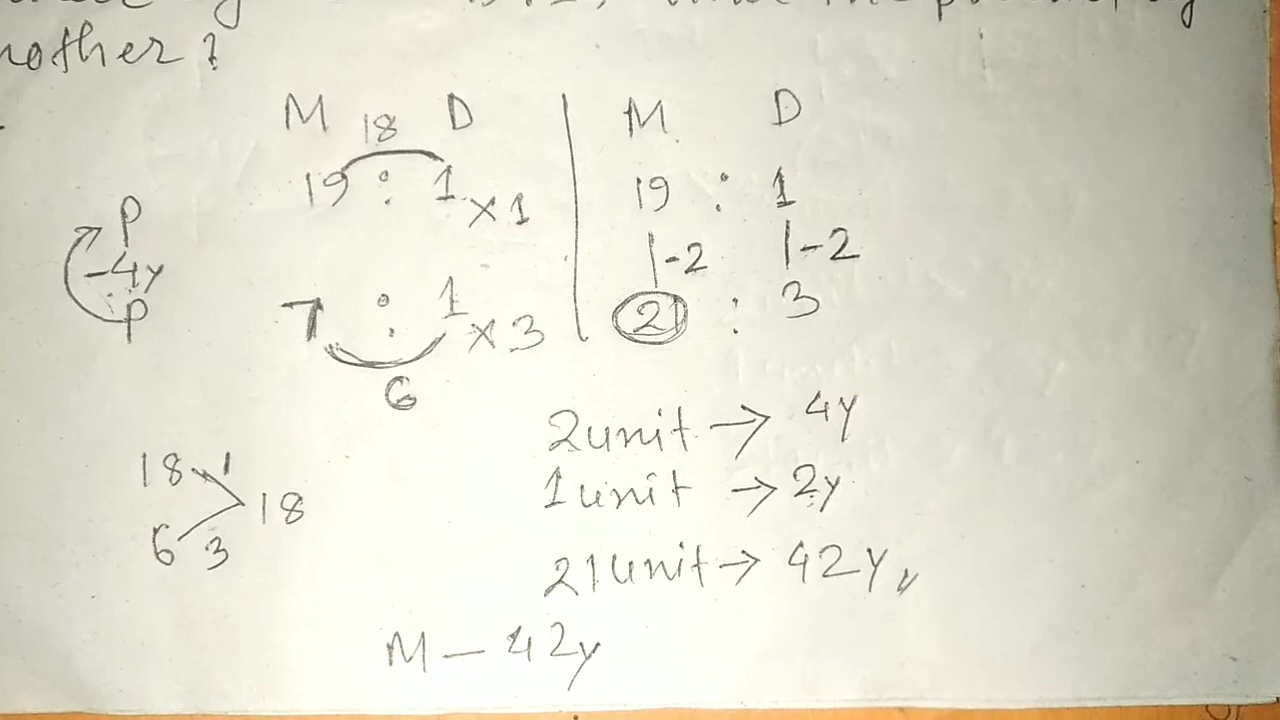 mother?
M 18 D
19 : 1 ×1
P
-4y
P
7 : 1 ×3
6
M D
19 : 1
|-2 |-2
21 : 3
2unit → 4y
1unit → 2y
21unit → 42y
18 1
18
6 3
M - 42y